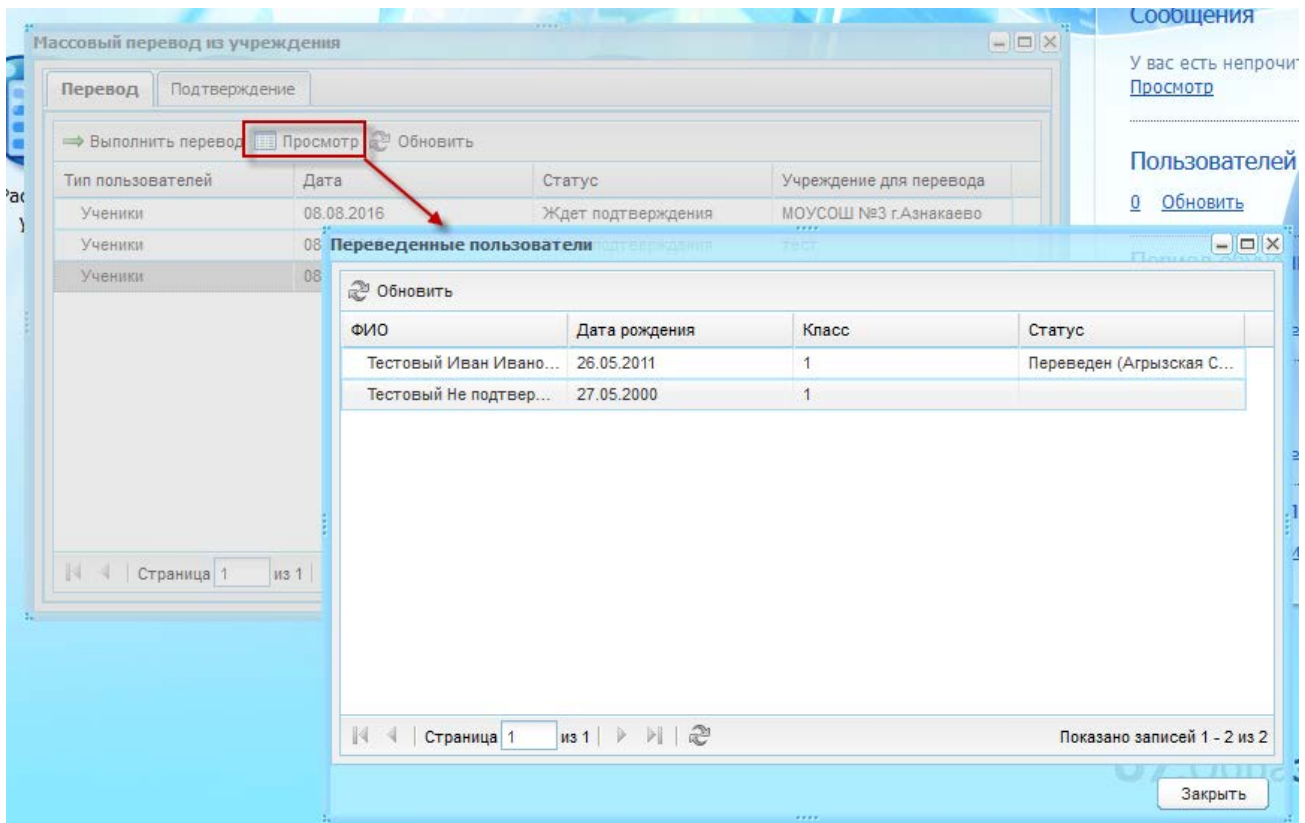 Сообщения
Массовый перевод из учреждения
У вас есть непрочи
Просмотр
Перевод Подтверждение
Выполнить перевод Просмотр Обновить
Пользователей
Тип пользователей Дата Статус Учреждение для перевода
0 Обновить
Ученики 08.08.2016 Ждет подтверждения МОУСОШ №3 г.Азнакаево
Ученики 08 тест
Ученики 08
Переведенные пользователи
Обновить
ФИО Дата рождения Класс Статус
Тестовый Иван Ивано... 26.05.2011 1 Переведен (Агрызская С...
Тестовый Не подтвер... 27.05.2000 1
Страница 1 из 1
Страница 1 из 1 Показано записей 1 - 2 из 2
Закрыть